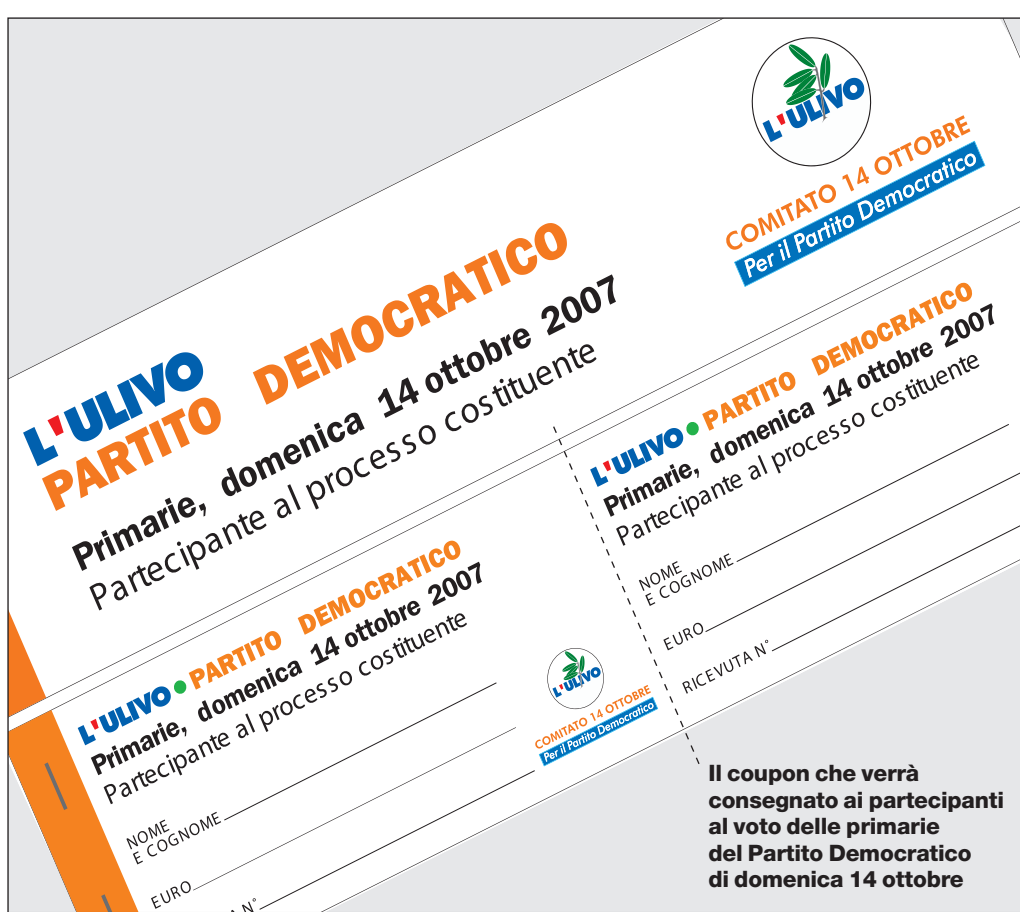 L'ULIVO
COMITATO 14 OTTOBRE
Per il Partito Democratico
L'ULIVO
PARTITO DEMOCRATICO
Primarie, domenica 14 ottobre 2007
Partecipante al processo costituente
L'ULIVO • PARTITO DEMOCRATICO
Primarie, domenica 14 ottobre 2007
Partecipante al processo costituente
NOME
E COGNOME
EURO
A N°
L'ULIVO
COMITATO 14 OTTOBRE
Per il Partito Democratico
L'ULIVO • PARTITO DEMOCRATICO
Primarie, domenica 14 ottobre 2007
Partecipante al processo costituente
NOME
E COGNOME
EURO
RICEVUTA N°
Il coupon che verrà
consegnato ai partecipanti
al voto delle primarie
del Partito Democratico
di domenica 14 ottobre